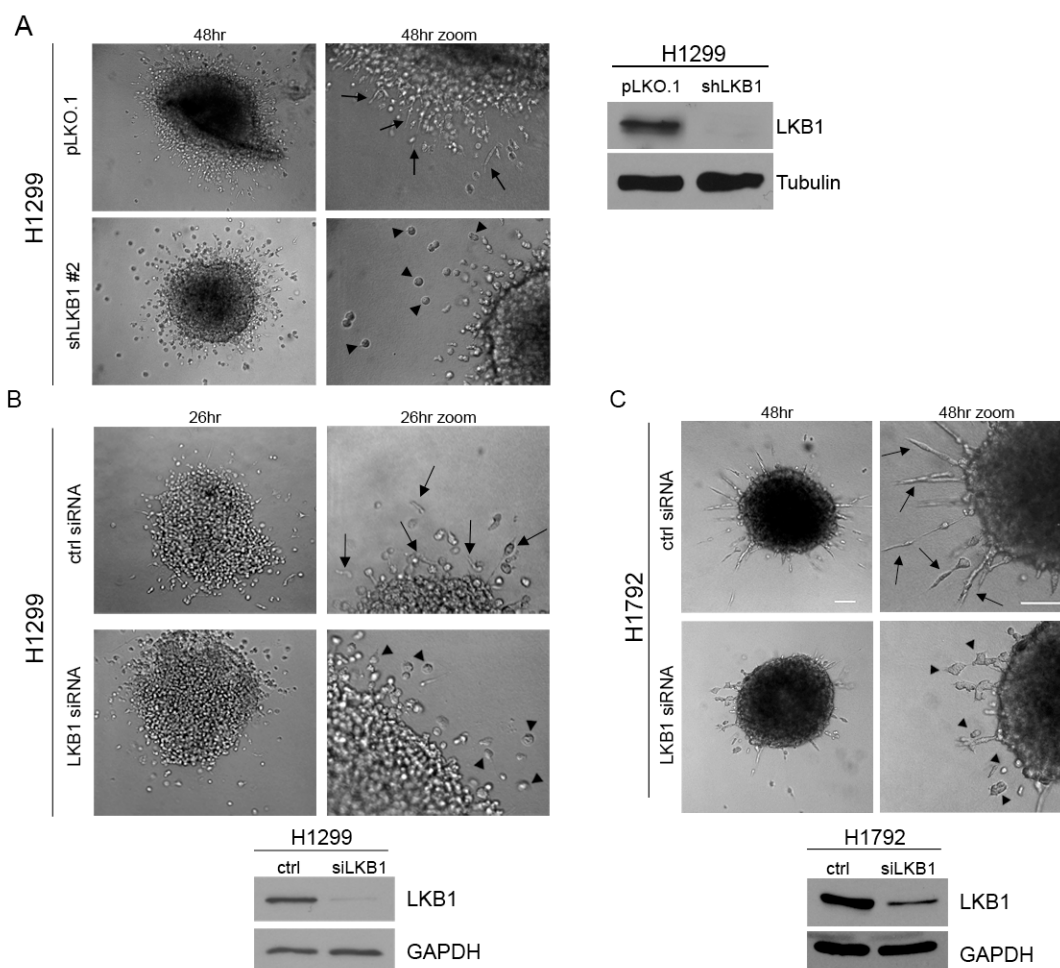 A
48hr 48hr zoom
H1299
pLKO.1
shLKB1 #2
H1299
pLKO.1 shLKB1
LKB1
Tubulin
B
26hr 26hr zoom
H1299
ctrl siRNA
LKB1 siRNA
H1299
ctrl siLKB1
LKB1
GAPDH
C
48hr 48hr zoom
H1792
ctrl siRNA
LKB1 siRNA
H1792
ctrl siLKB1
LKB1
GAPDH